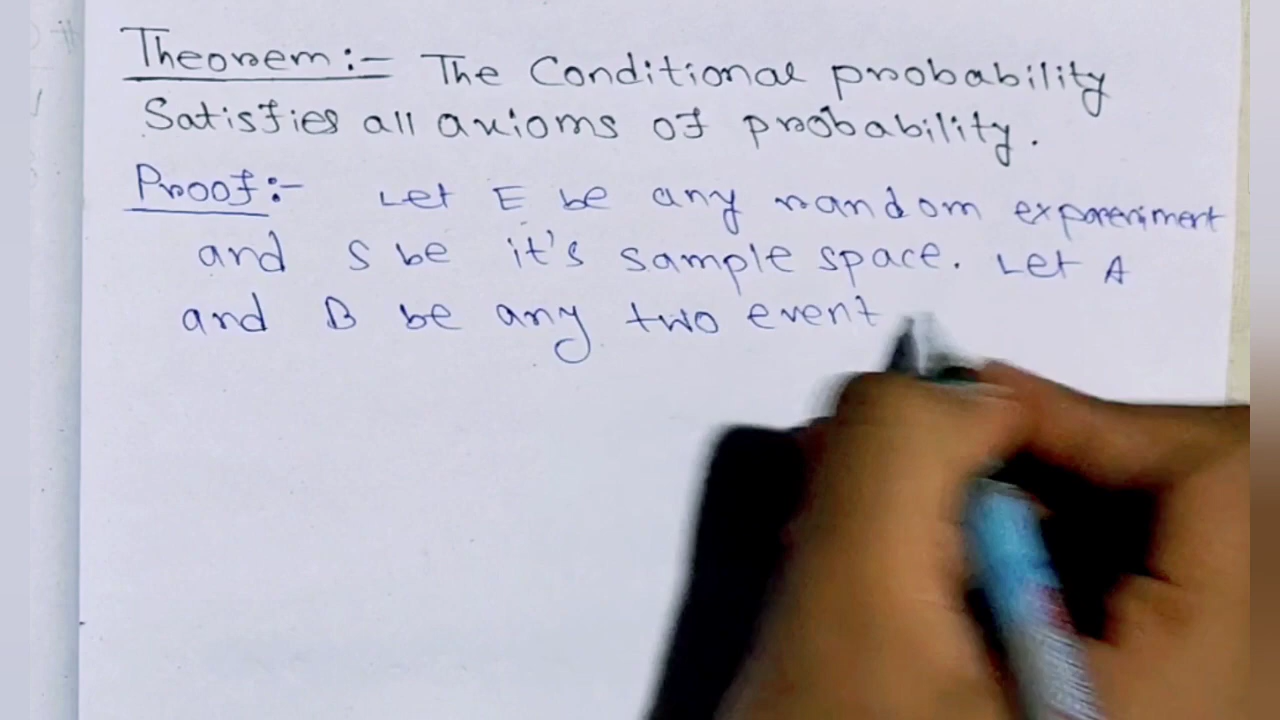 Theorem :- The Conditional probability
Satisfies all axioms of probability.
Proof :- Let E be any random experiment
and S be it's sample space. Let A
and B be any two event